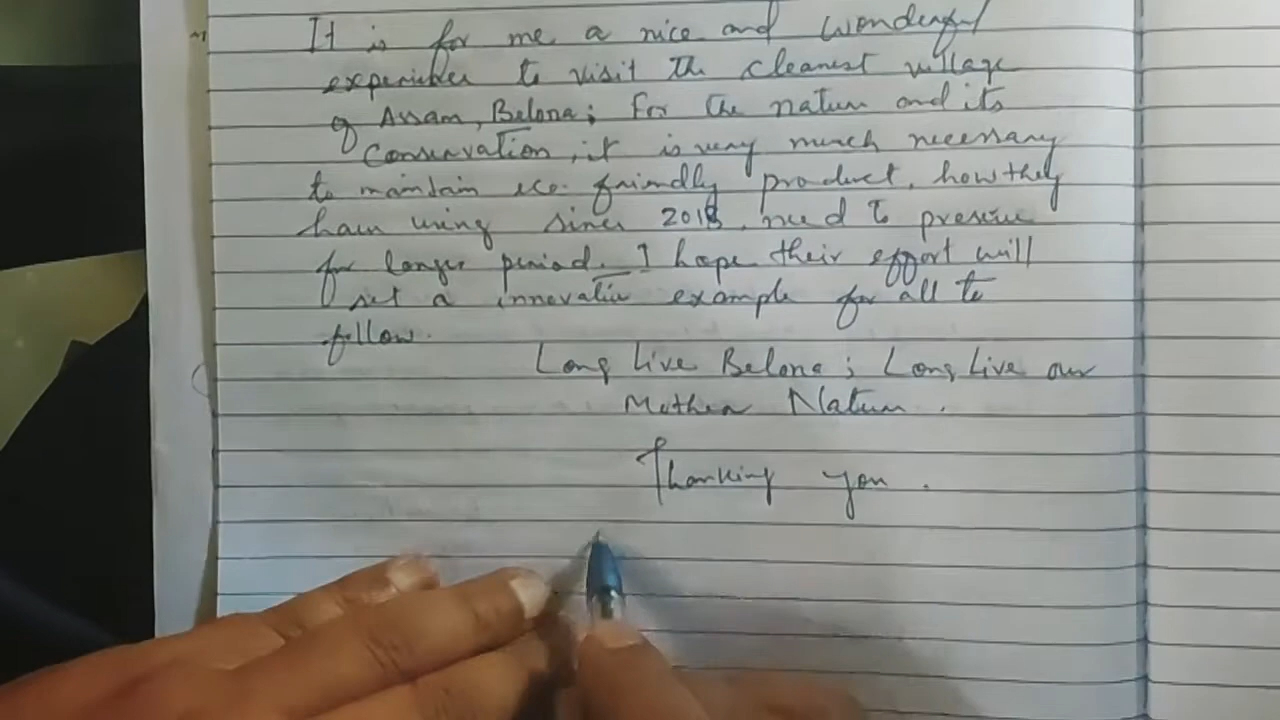 It is for me a nice and wonderful
experience to visit the cleanest village
of Assam, Belona; For the nature and its
Conservation, it is very much necessary
to maintain eco-friendly product, how they
have using since 2018, need to preserve
for longer period. I hope their effort will
set a innovative example for all to
follow.
Long Live Belona; Long Live our
Mother Nature.
Thanking you.